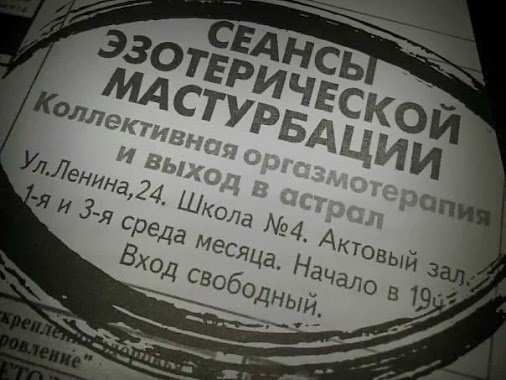 СЕАНСЫ
ЭЗОТЕРИЧЕСКОЙ
МАСТУРБАЦИИ
Коллективная оргазмотерапия
и выход в астрал
Ул.Ленина,24. Школа №4. Актовый зал.
1-я и 3-я среда месяца. Начало в 19ч.
Вход свободный.